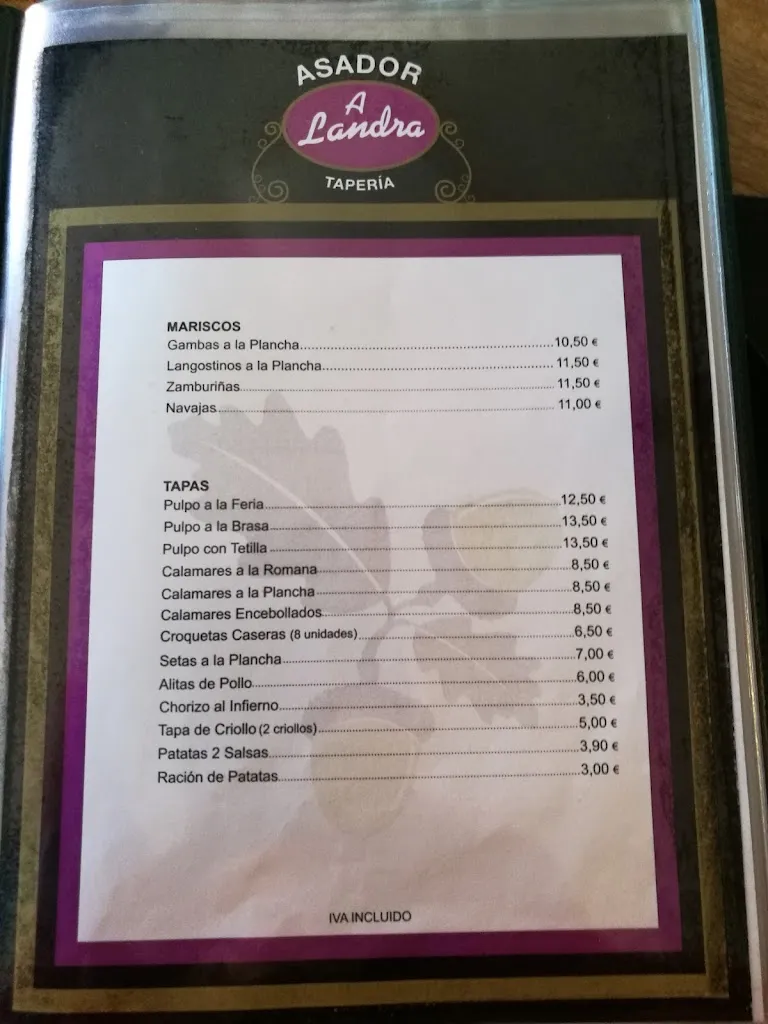 ASADOR
A
Landra
TAPERÍA
MARISCOS
Gambas a la Plancha 10,50 €
Langostinos a la Plancha 11,50 €
Zamburiñas 11,50 €
Navajas 11,00 €
TAPAS
Pulpo a la Feria 12,50 €
Pulpo a la Brasa 13,50 €
Pulpo con Tetilla 13,50 €
Calamares a la Romana 8,50 €
Calamares a la Plancha 8,50 €
Calamares Encebollados 8,50 €
Croquetas Caseras (8 unidades) 6,50 €
Setas a la Plancha 7,00 €
Alitas de Pollo 6,00 €
Chorizo al Infierno 3,50 €
Tapa de Criollo (2 criollos) 5,00 €
Patatas 2 Salsas 3,90 €
Ración de Patatas 3,00 €
IVA INCLUIDO